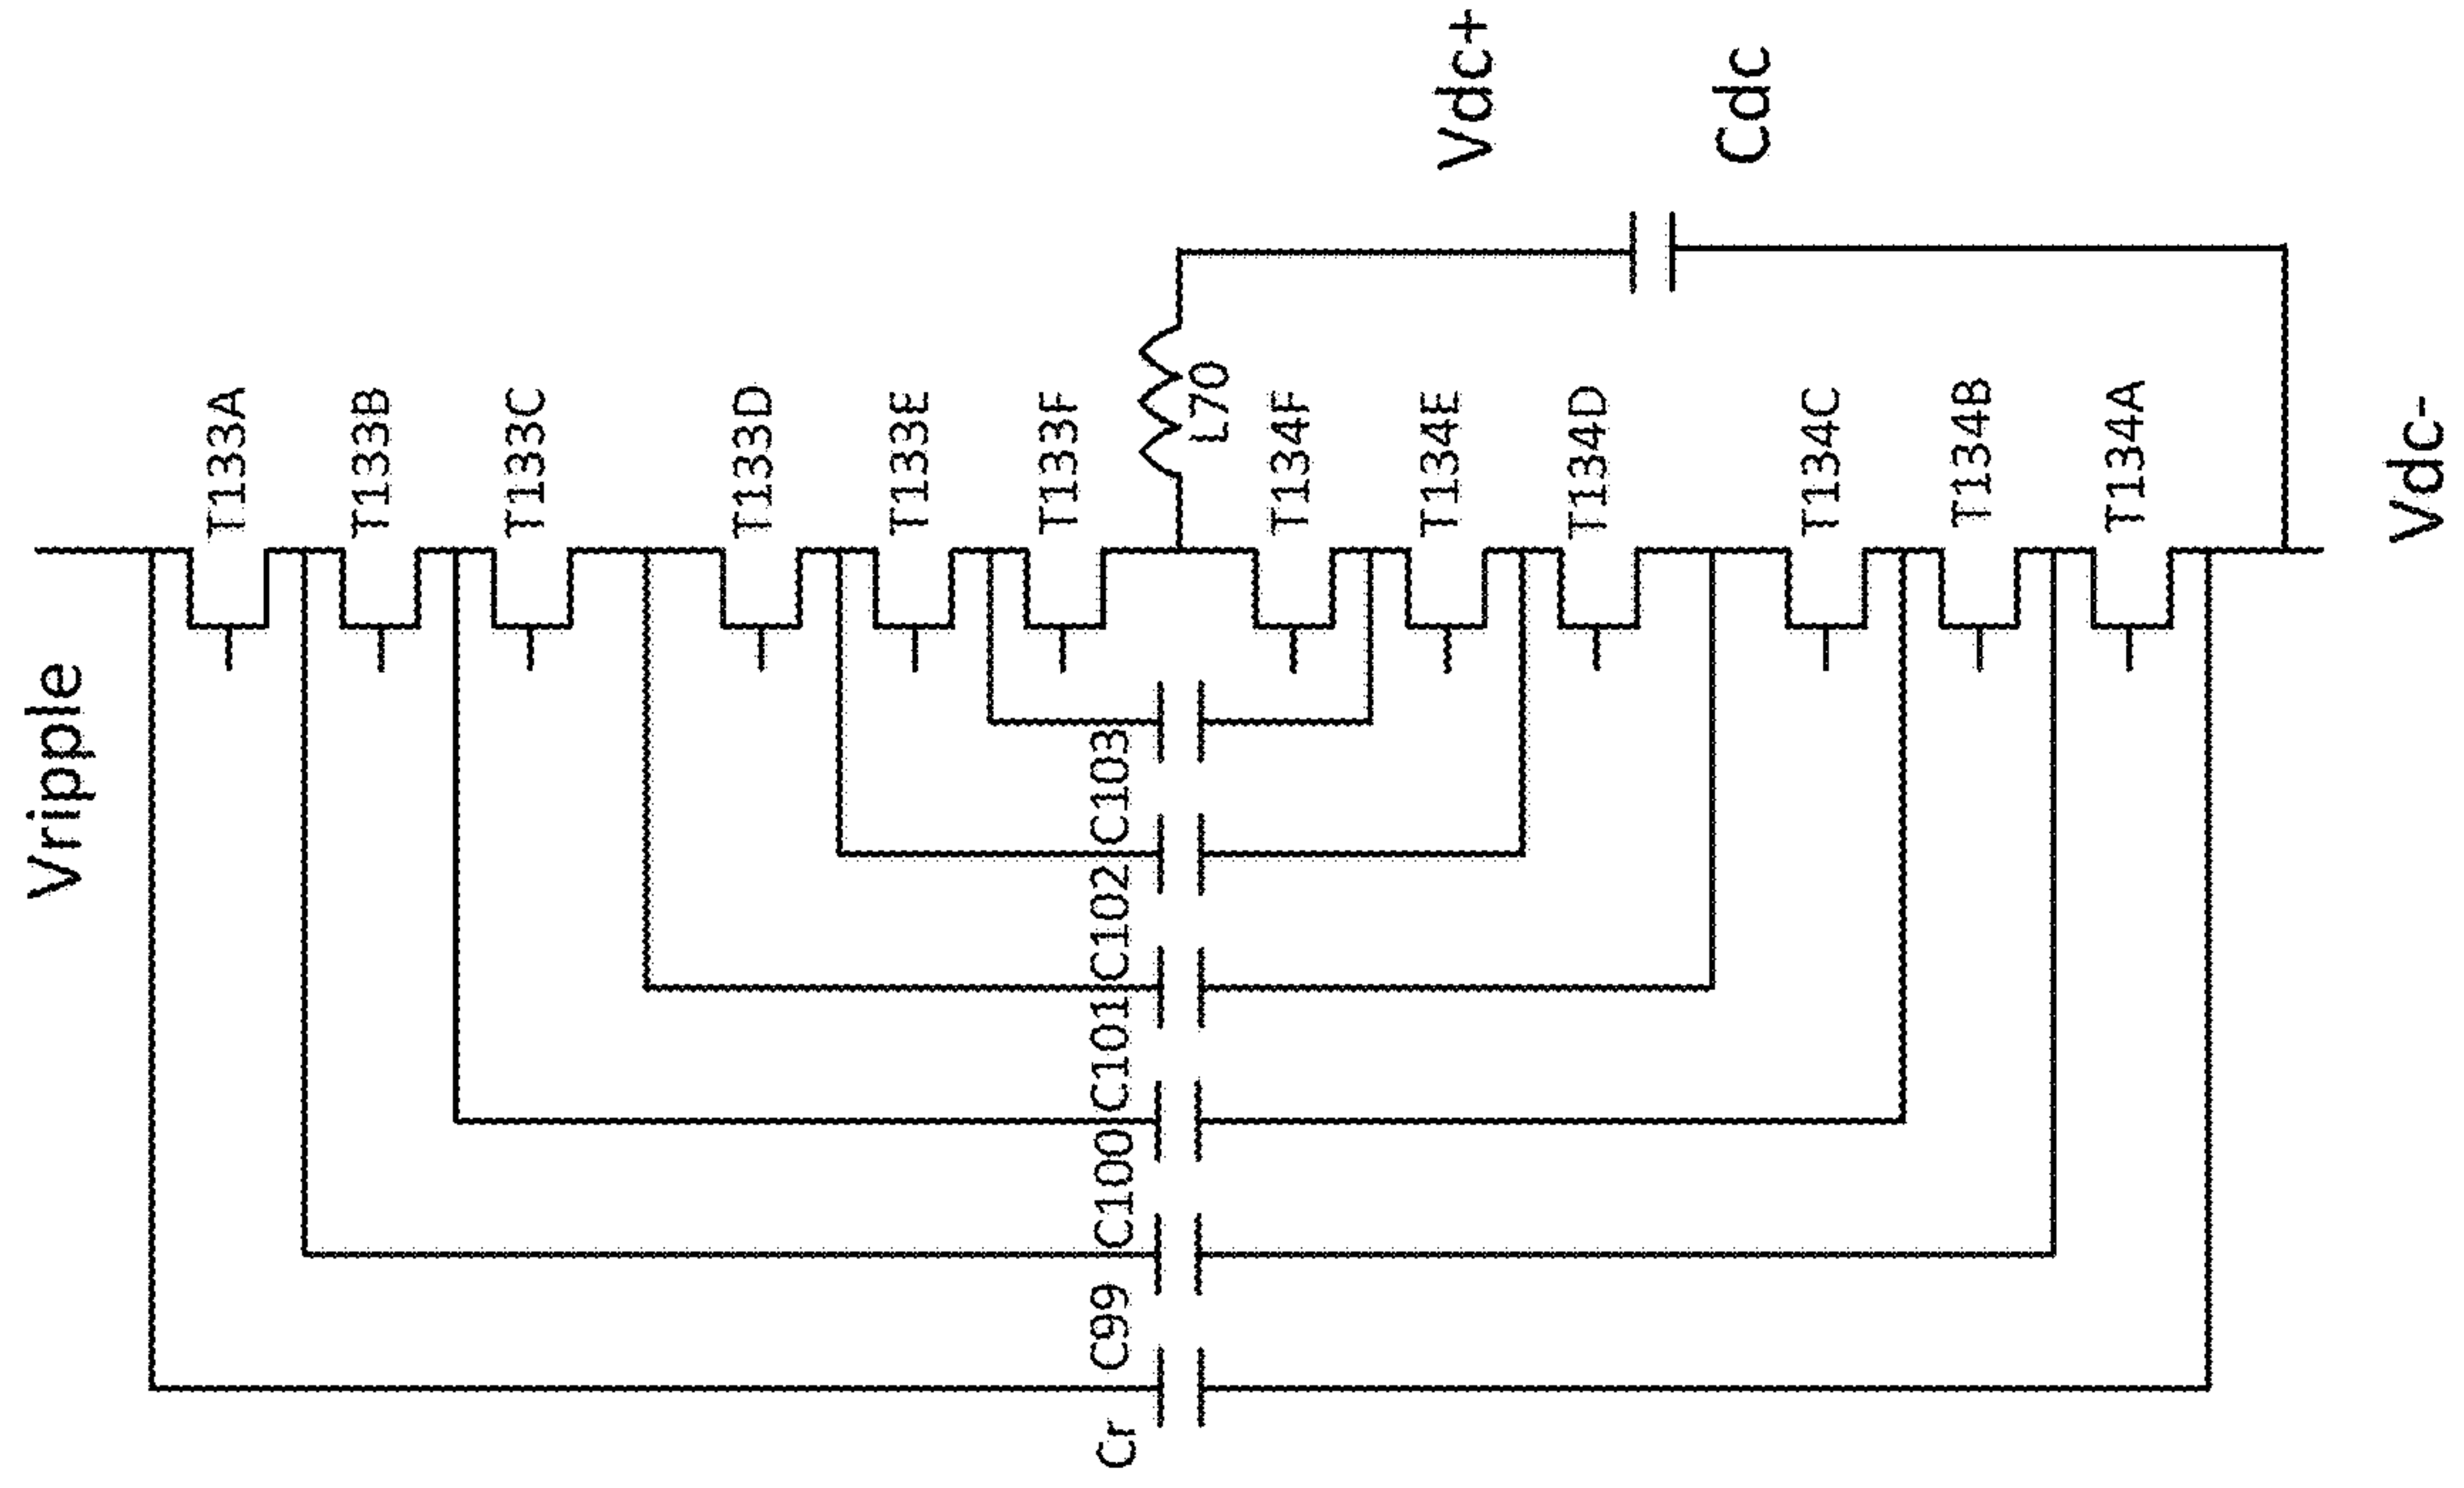 Vripple
T133A
T133B
T133C
T133D
T133E
T133F
L70
T134F
T134E
T134D
T134C
T134B
T134A
Vdc+
Cdc
Vdc-
Cr
C99
C100
C101
C102
C103